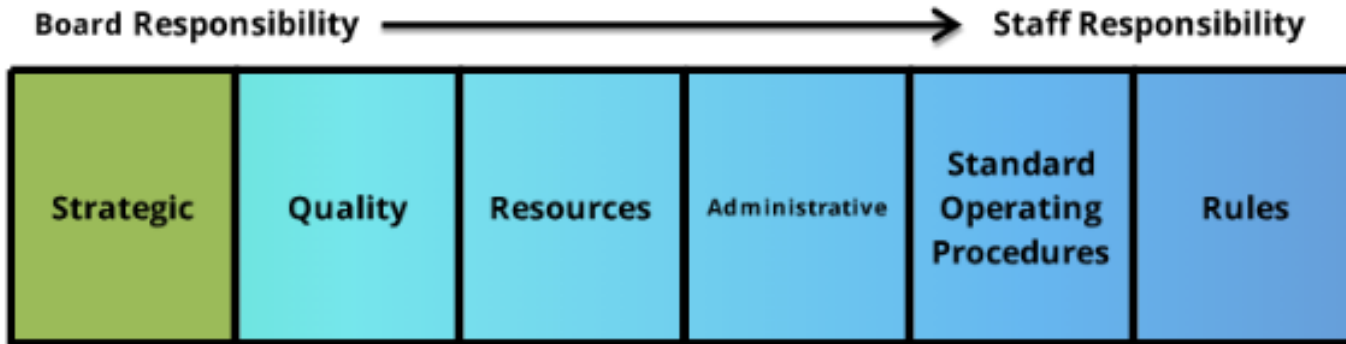 Board Responsibility
Staff Responsibility
Strategic
Quality
Resources
Administrative
Standard
Operating
Procedures
Rules